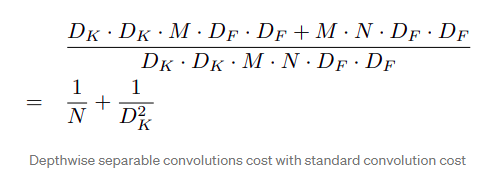 D_K · D_K · M · D_F · D_F + M · N · D_F · D_F
D_K · D_K · M · N · D_F · D_F
= 1/N + 1/D_K^2
Depthwise separable convolutions cost with standard convolution cost